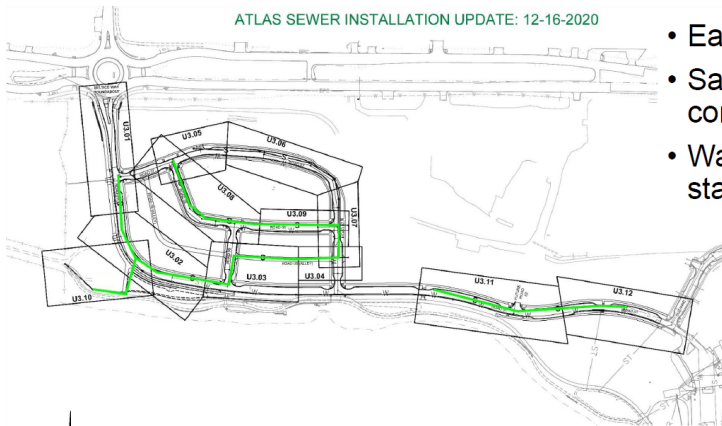 ATLAS SEWER INSTALLATION UPDATE: 12-16-2020
• Ea
• Sa
co
• Wa
sta
U3.01
U3.05
U3.06
U3.08
U3.09
U3.07
U3.02
U3.03
U3.04
U3.10
U3.11
U3.12